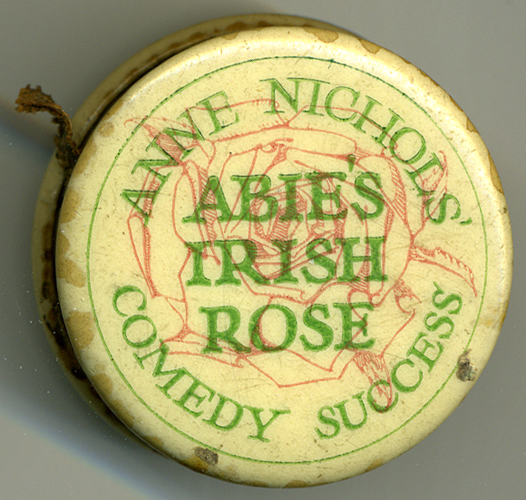 ANNE NICHOLS'
ABIE'S
IRISH
ROSE
COMEDY SUCCESS